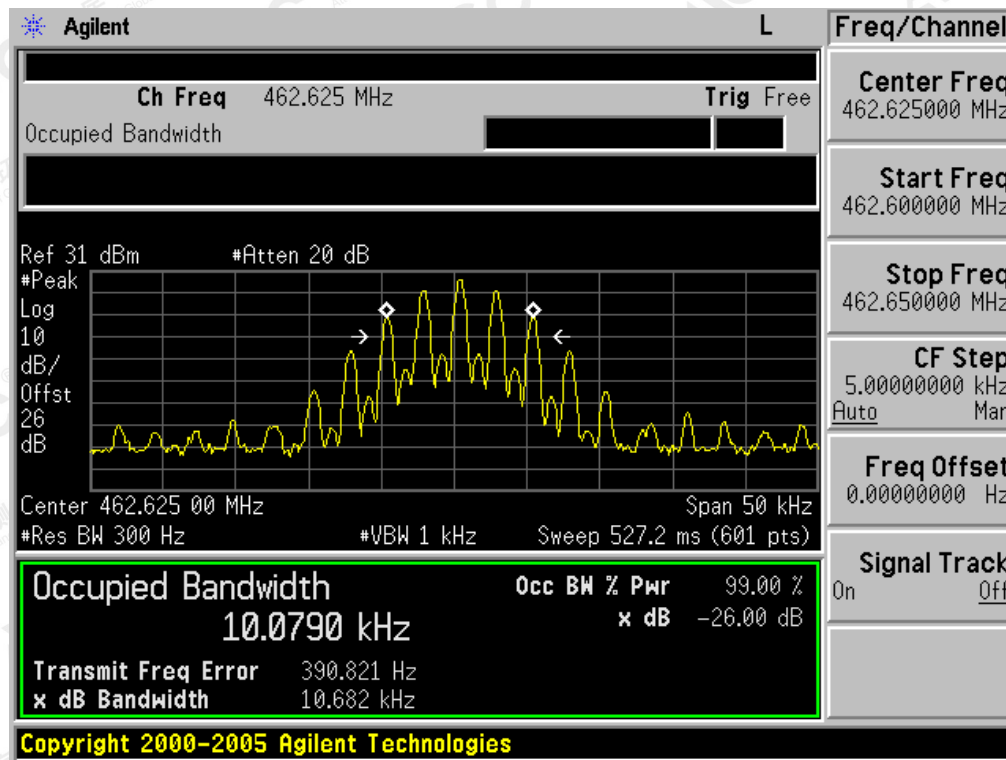 Agilent
L
Freq/Channel
Ch Freq 462.625 MHz
Trig Free
Occupied Bandwidth
Center Freq
462.625000 MHz
Start Freq
462.600000 MHz
Stop Freq
462.650000 MHz
CF Step
5.00000000 kHz
Auto Man
Freq Offset
0.00000000 Hz
Signal Track
On Off
Ref 31 dBm
#Atten 20 dB
#Peak
Log
10
dB/
Offst
26
dB
Center 462.625 00 MHz
Span 50 kHz
#Res BW 300 Hz
#VBW 1 kHz
Sweep 527.2 ms (601 pts)
Occupied Bandwidth
10.0790 kHz
Occ BW % Pwr 99.00 %
x dB -26.00 dB
Transmit Freq Error 390.821 Hz
x dB Bandwidth 10.682 kHz
Copyright 2000-2005 Agilent Technologies